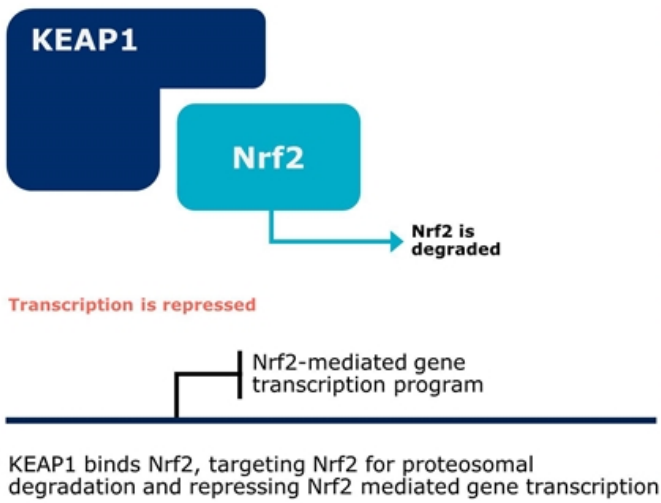 KEAP1
Nrf2
Nrf2 is
degraded
Transcription is repressed
Nrf2-mediated gene
transcription program
KEAP1 binds Nrf2, targeting Nrf2 for proteosomal
degradation and repressing Nrf2 mediated gene transcription